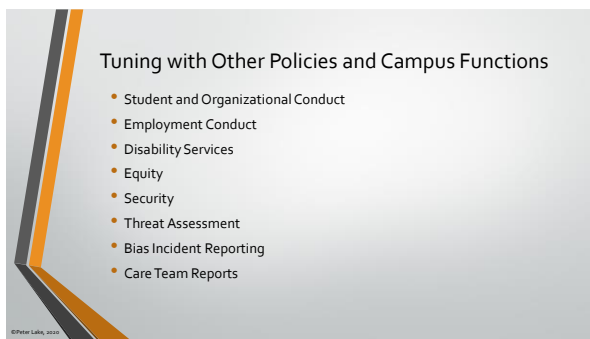 Tuning with Other Policies and Campus Functions
• Student and Organizational Conduct
• Employment Conduct
• Disability Services
• Equity
• Security
• Threat Assessment
• Bias Incident Reporting
• Care Team Reports
©Peter Lake, 2020